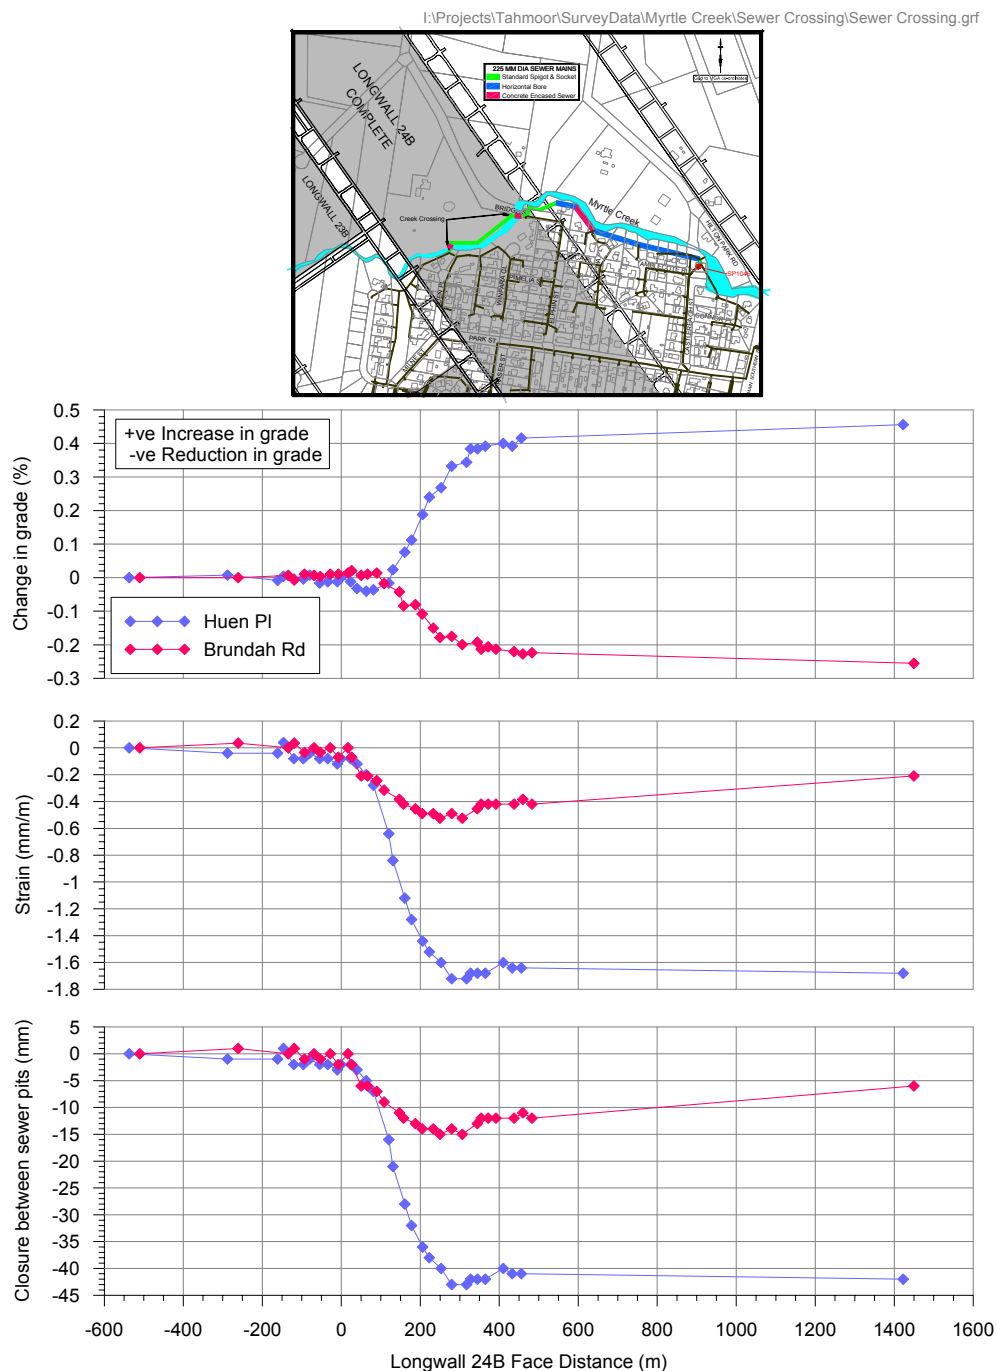 I:\Projects\Tahmoor\SurveyData\Myrtle Creek\Sewer Crossing\Sewer Crossing.grf
225 MM DIA SEWER MAINS
Standard Spigot & Socket
Horizontal Bore
Concrete Encased Sewer
LONGWALL 24B
COMPLETE
LONGWALL 23B
Creek Crossing
Myrtle Creek
HILTON PARK RD
PARK ST
0.5
0.4
0.3
0.2
0.1
0
-0.1
-0.2
-0.3
Change in grade (%)
+ve Increase in grade
-ve Reduction in grade
Huen Pl
Brundah Rd
0.2
0
-0.2
-0.4
-0.6
-0.8
-1
-1.2
-1.4
-1.6
-1.8
Strain (mm/m)
5
0
-5
-10
-15
-20
-25
-30
-35
-40
-45
Closure between sewer pits (mm)
-600 -400 -200 0 200 400 600 800 1000 1200 1400 1600
Longwall 24B Face Distance (m)